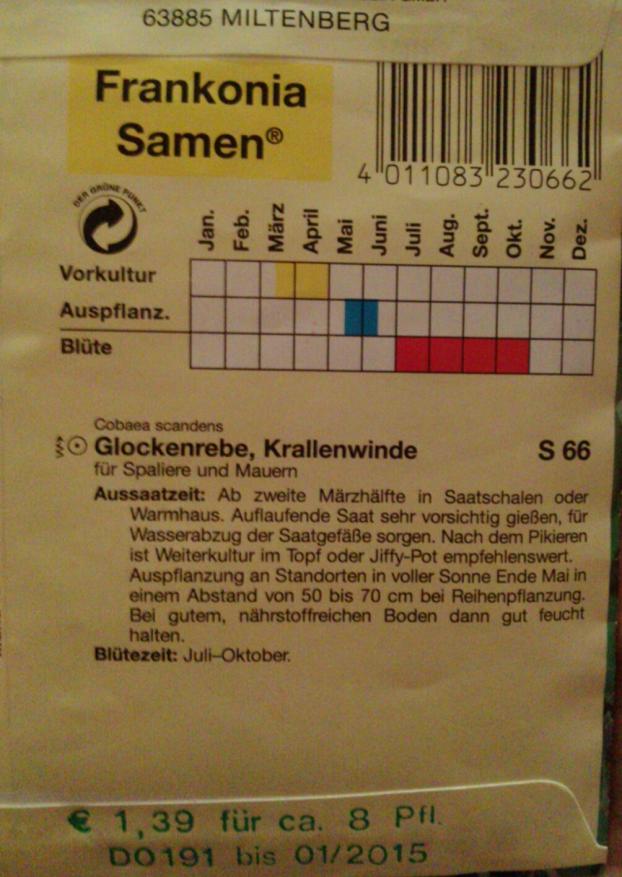 63885 MILTENBERG
Frankonia
Samen®
4 011083 230662
DER GRÜNE PUNKT
Jan. Feb. März April Mai Juni Juli Aug. Sept. Okt. Nov. Dez.
Vorkultur
Auspflanz.
Blüte
Cobaea scandens
Glockenrebe, Krallenwinde S 66
für Spaliere und Mauern
Aussaatzeit: Ab zweite Märzhälfte in Saatschalen oder
Warmhaus. Auflaufende Saat sehr vorsichtig gießen, für
Wasserabzug der Saatgefäße sorgen. Nach dem Pikieren
ist Weiterkultur im Topf oder Jiffy-Pot empfehlenswert.
Auspflanzung an Standorten in voller Sonne Ende Mai in
einem Abstand von 50 bis 70 cm bei Reihenpflanzung.
Bei gutem, nährstoffreichen Boden dann gut feucht
halten.
Blütezeit: Juli–Oktober.
€ 1,39 für ca. 8 Pfl.
DO191 bis 01/2015